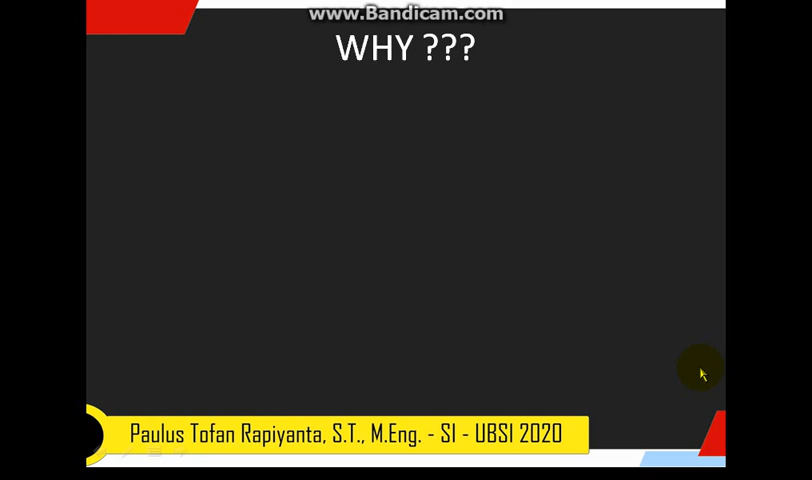 www.Bandicam.com
WHY ???
Paulus Tofan Rapiyanta, S.T., M.Eng. - SI - UBSI 2020